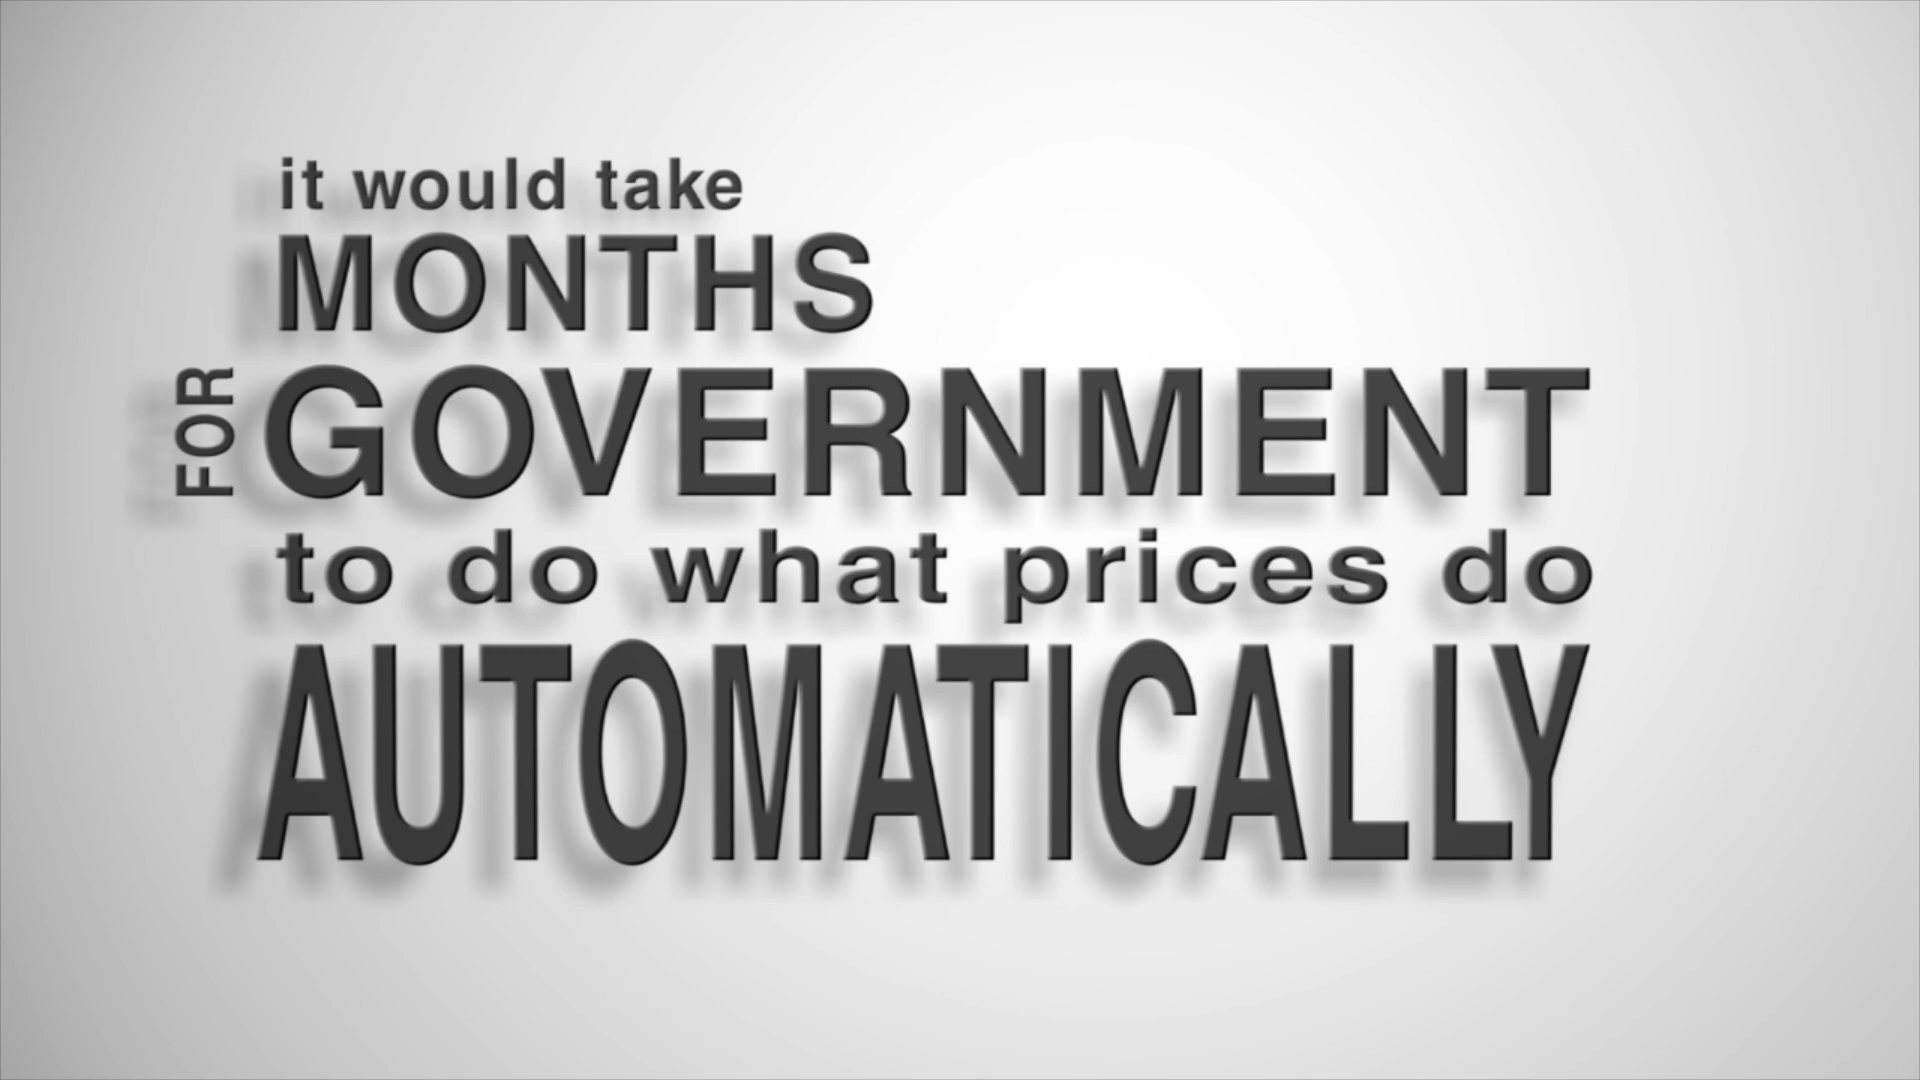 it would take
MONTHS
FOR GOVERNMENT
to do what prices do
AUTOMATICALLY